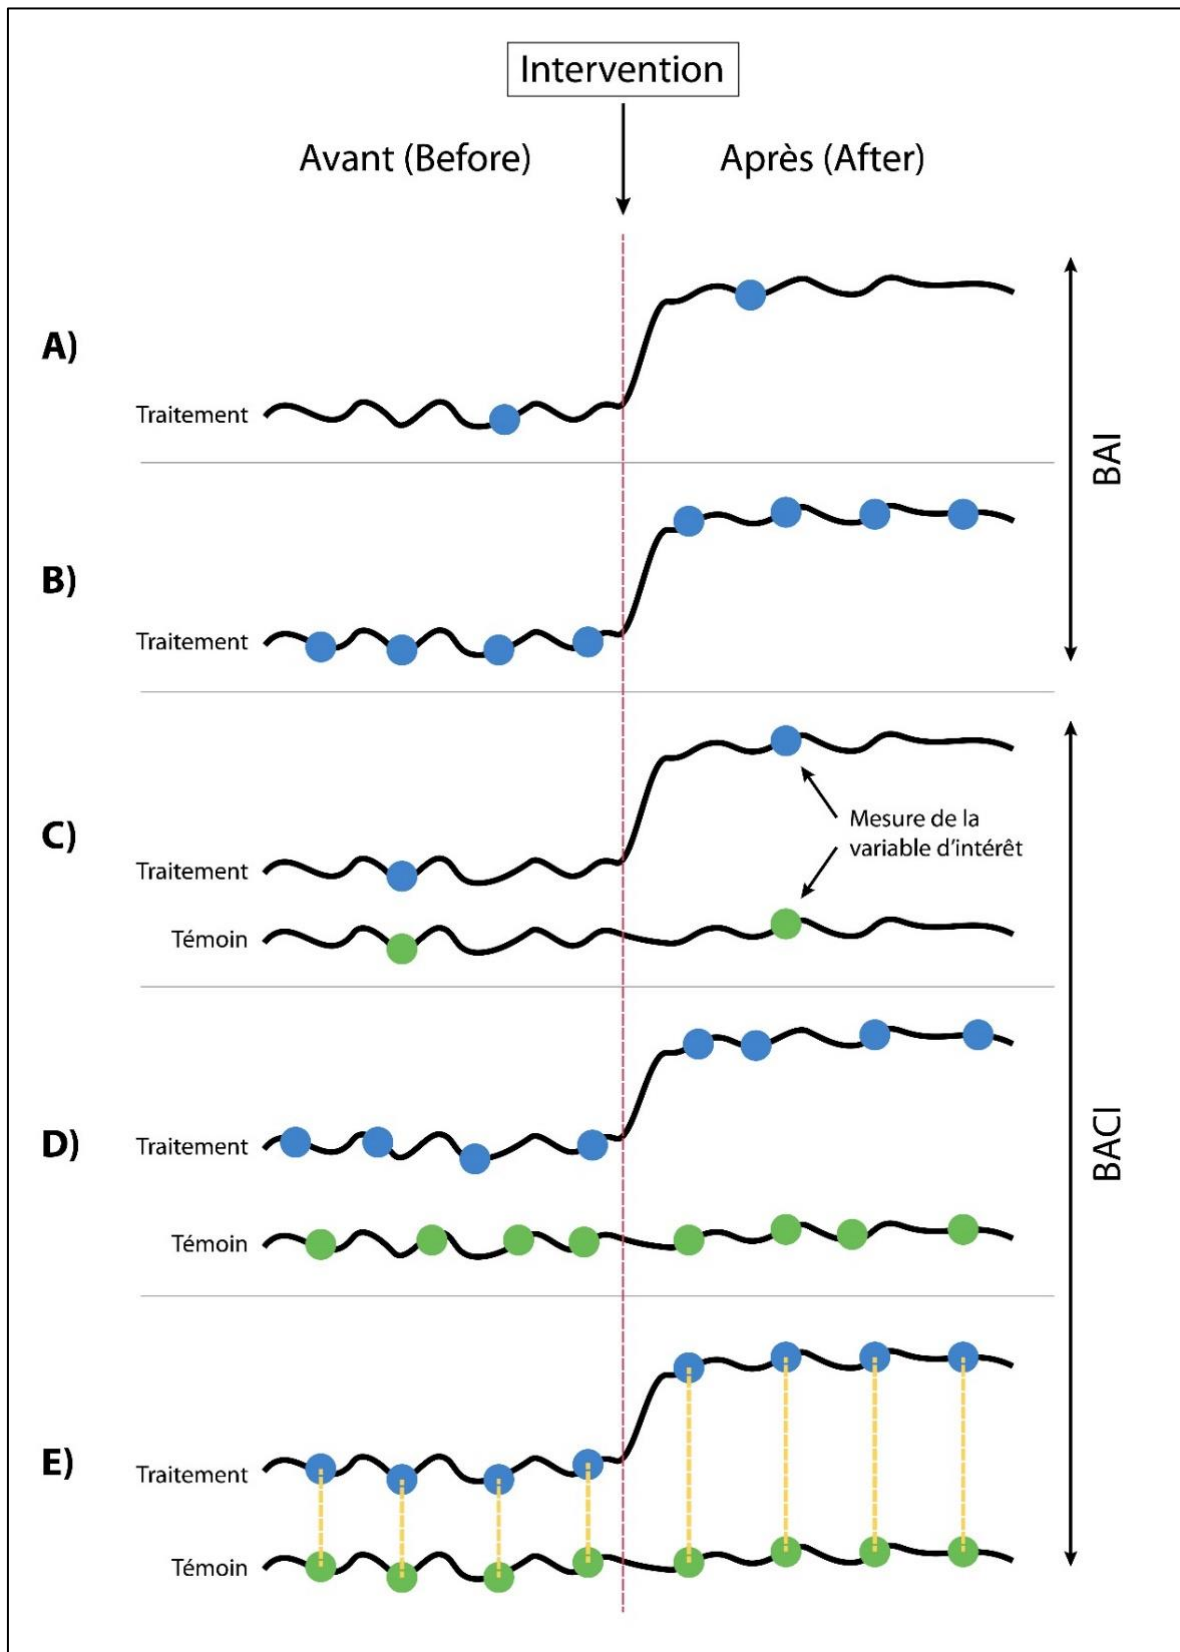 Intervention
Avant (Before)
Après (After)
A)
Traitement
BAI
B)
Traitement
C)
Traitement
Témoin
Mesure de la
variable d'intérêt
D)
Traitement
Témoin
BACI
E)
Traitement
Témoin